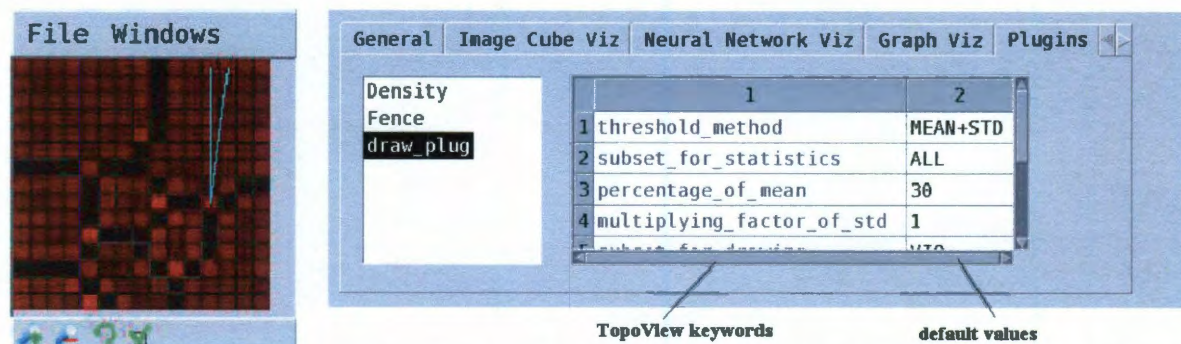 File Windows
General Image Cube Viz Neural Network Viz Graph Viz Plugins
Density
Fence
draw_plug
1 2
1 threshold_method MEAN+STD
2 subset_for_statistics ALL
3 percentage_of_mean 30
4 multiplying_factor_of_std 1
TopoView keywords default values